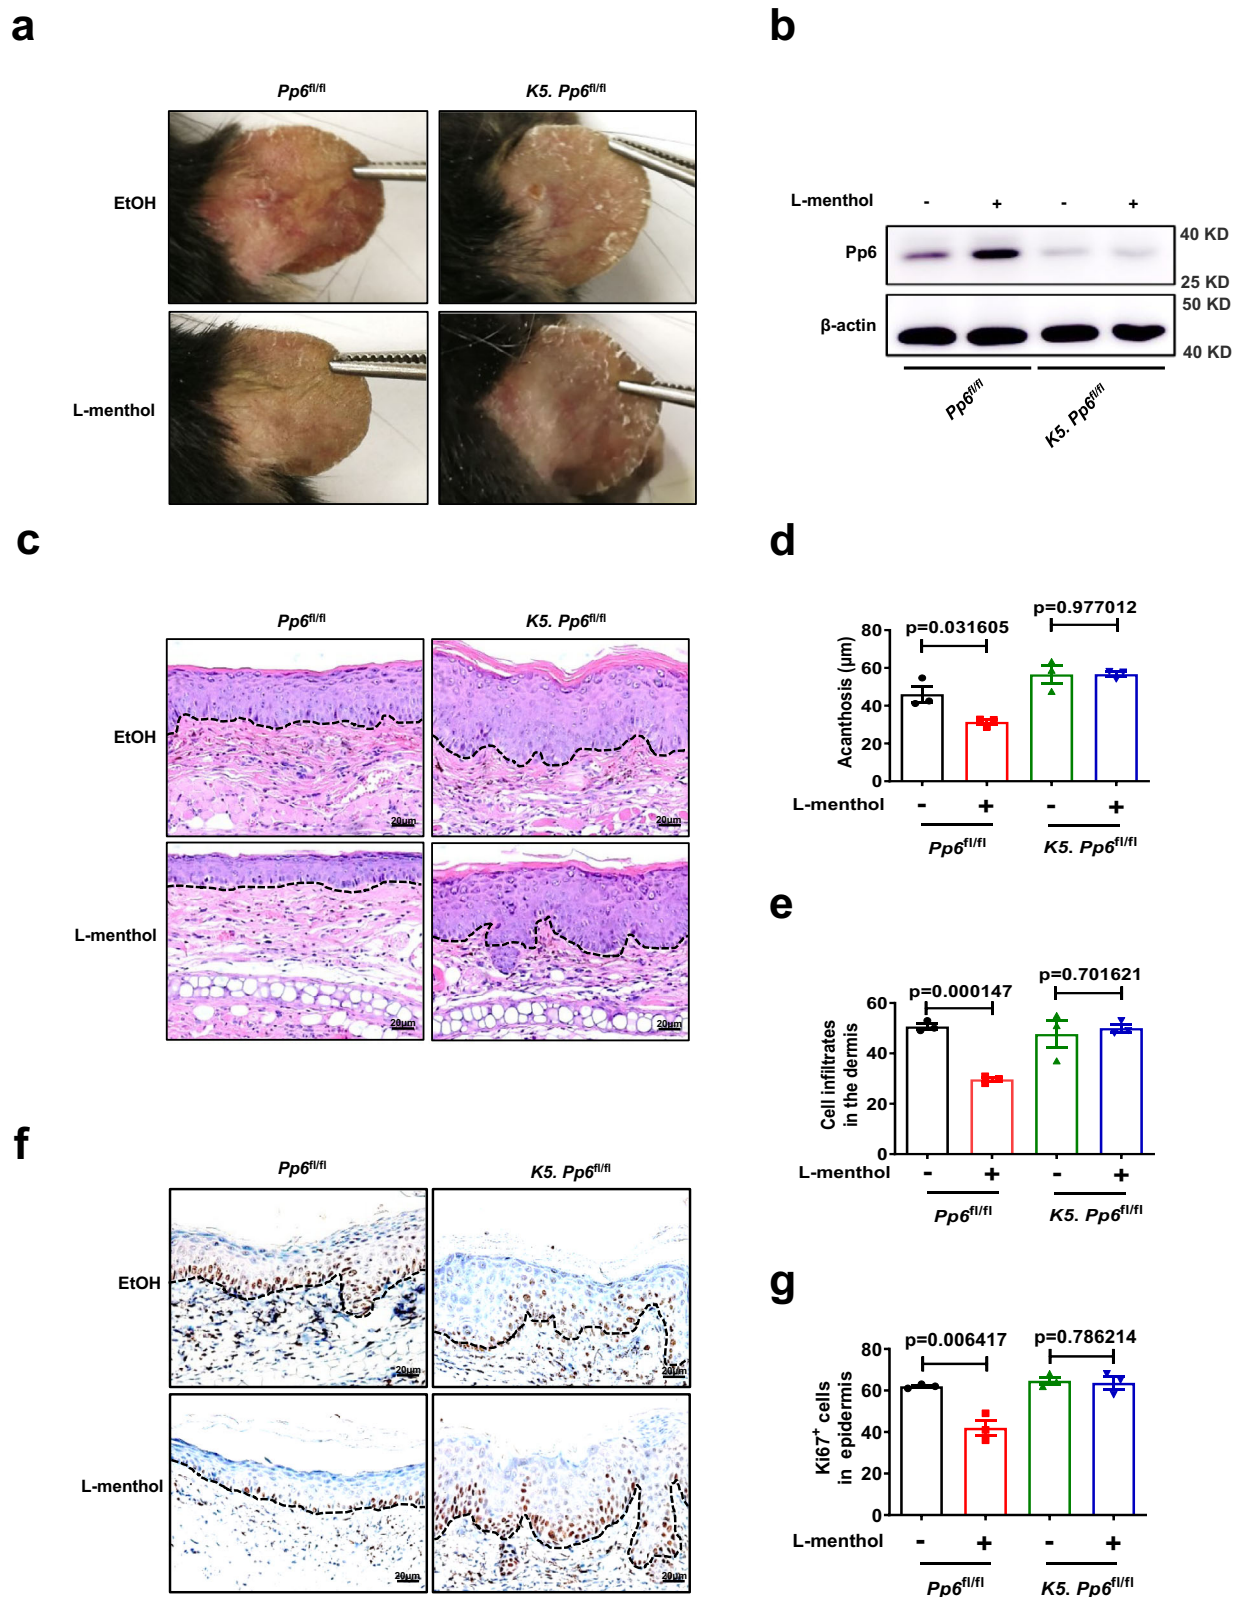 a
Pp6fl/fl
K5. Pp6fl/fl
EtOH
L-menthol
b
L-menthol - + - +
Pp6
40 KD
25 KD
β-actin
50 KD
40 KD
Pp6fl/fl
K5. Pp6fl/fl
c
Pp6fl/fl
K5. Pp6fl/fl
EtOH
20μm
20μm
L-menthol
20μm
20μm
d
p=0.031605
p=0.977012
Acanthosis (μm)
80
60
40
20
0
L-menthol - + - +
Pp6fl/fl
K5. Pp6fl/fl
e
p=0.000147
p=0.701621
Cell infiltrates
in the dermis
60
40
20
0
L-menthol - + - +
Pp6fl/fl
K5. Pp6fl/fl
f
Pp6fl/fl
K5. Pp6fl/fl
EtOH
20μm
20μm
L-menthol
20μm
20μm
g
p=0.006417
p=0.786214
Ki67+ cells
in epidermis
80
60
40
20
0
L-menthol - + - +
Pp6fl/fl
K5. Pp6fl/fl